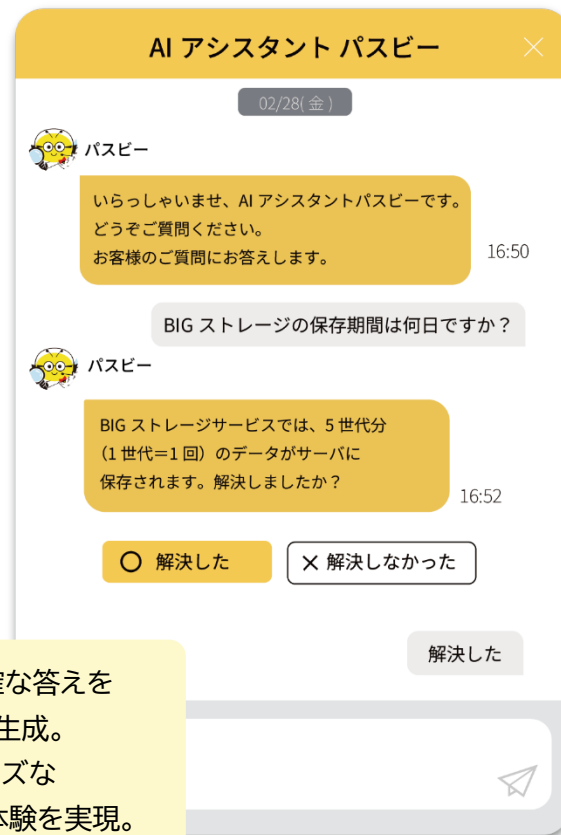 AI アシスタント パスビー
02/28( 金 )
パスビー
いらっしゃいませ、AI アシスタントパスビーです。
どうぞご質問ください。
お客様のご質問にお答えします。
16:50
BIG ストレージの保存期間は何日ですか？
パスビー
BIG ストレージサービスでは、5 世代分
（1 世代＝1 回）のデータがサーバに
保存されます。解決しましたか？
16:52
解決した
解決しなかった
解決した
な答えを
生成。
ズな
体験を実現。